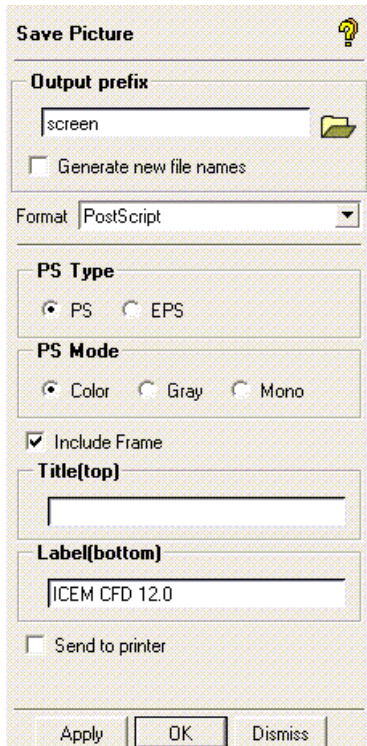 Save Picture
Output prefix
screen
Generate new file names
Format PostScript
PS Type
PS EPS
PS Mode
Color Gray Mono
Include Frame
Title(top)
Label(bottom)
ICEM CFD 12.0
Send to printer
Apply OK Dismiss